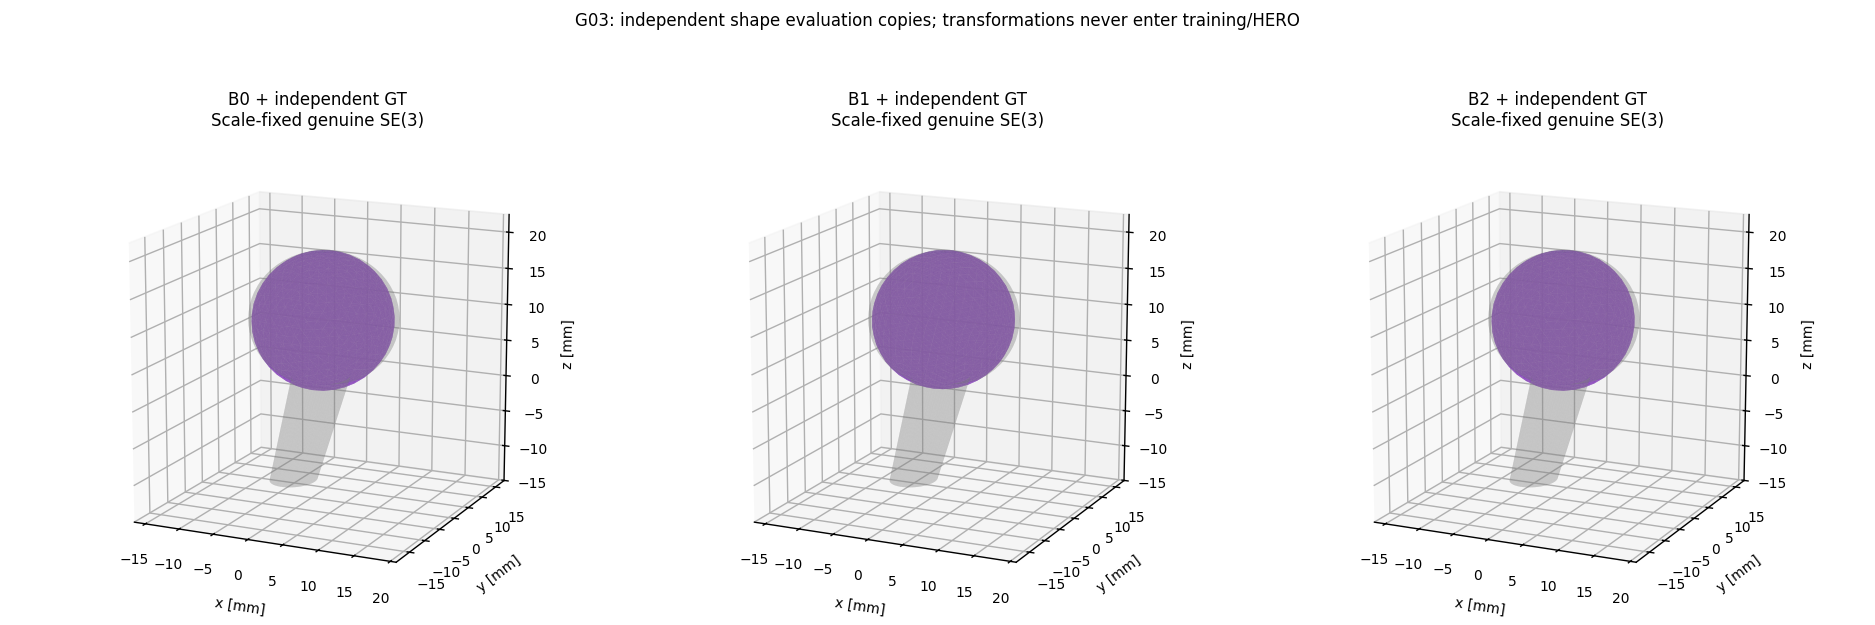 G03: independent shape evaluation copies; transformations never enter training/HERO
B0 + independent GT
Scale-fixed genuine SE(3)
20
15
10
5
0
−5
−10
−15
z [mm]
−15 −10 −5 0 5 10 15 20
x [mm]
−15 −10 −5 0 5 10 15
y [mm]
B1 + independent GT
Scale-fixed genuine SE(3)
20
15
10
5
0
−5
−10
−15
z [mm]
−15 −10 −5 0 5 10 15 20
x [mm]
−15 −10 −5 0 5 10 15
y [mm]
B2 + independent GT
Scale-fixed genuine SE(3)
20
15
10
5
0
−5
−10
−15
z [mm]
−15 −10 −5 0 5 10 15 20
x [mm]
−15 −10 −5 0 5 10 15
y [mm]